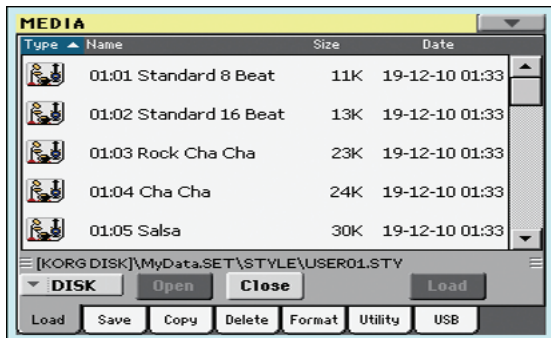 MEDIA
Type Name Size Date
01:01 Standard 8 Beat 11K 19-12-10 01:33
01:02 Standard 16 Beat 13K 19-12-10 01:33
01:03 Rock Cha Cha 23K 19-12-10 01:33
01:04 Cha Cha 24K 19-12-10 01:33
01:05 Salsa 30K 19-12-10 01:33
[KORG DISK]\MyData.SET\STYLE\USER01.STY
DISK Open Close Load
Load Save Copy Delete Format Utility USB